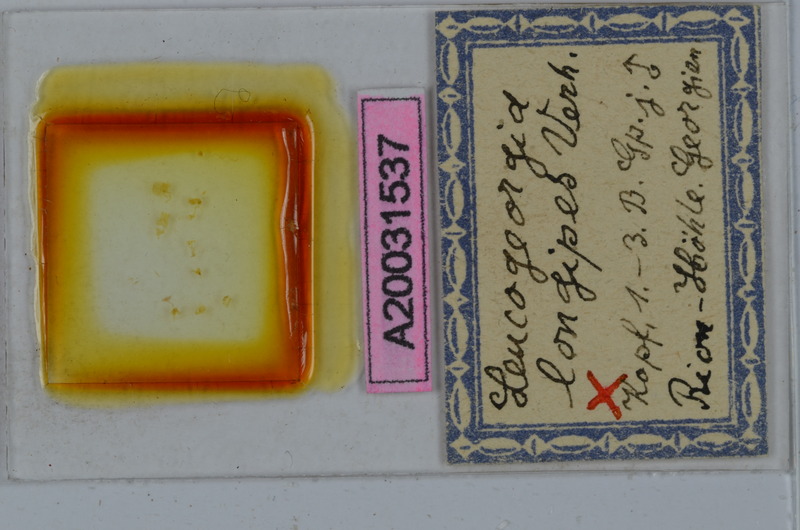 A20031537
Leucogeorgia
longipes Verh.
X
Kopf, 1.-3. B. Gp. j. ♂
Rion-Höhle. Georgien